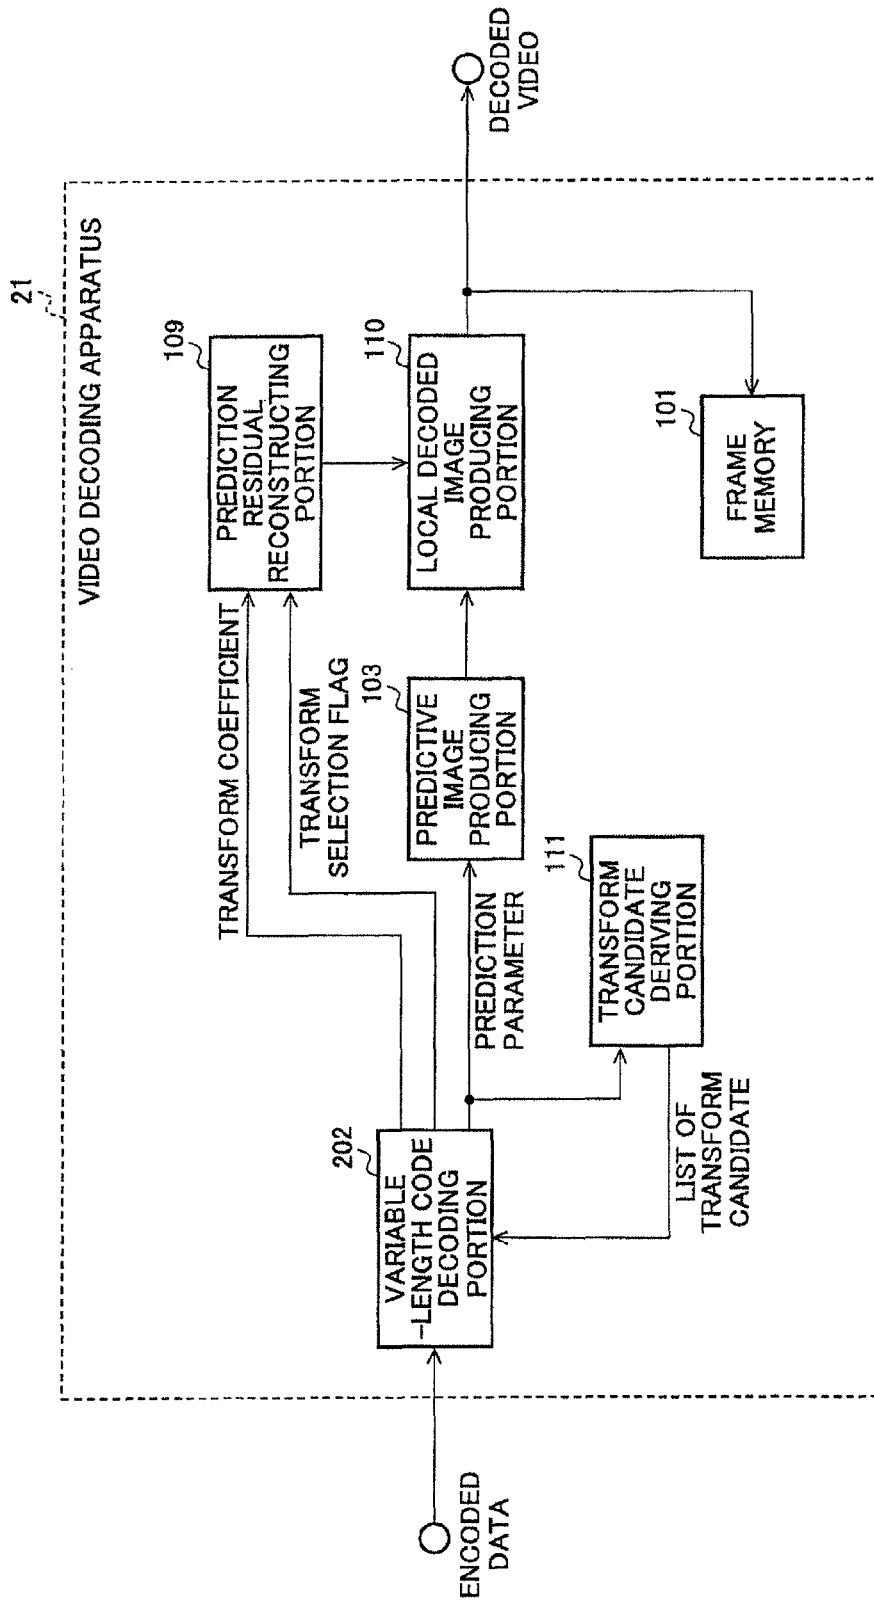 21
VIDEO DECODING APPARATUS
ENCODED
DATA
202
VARIABLE
-LENGTH CODE
DECODING
PORTION
TRANSFORM COEFFICIENT
TRANSFORM
SELECTION FLAG
PREDICTION
PARAMETER
LIST OF
TRANSFORM
CANDIDATE
111
TRANSFORM
CANDIDATE
DERIVING
PORTION
103
PREDICTIVE
IMAGE
PRODUCING
PORTION
109
PREDICTION
RESIDUAL
RECONSTRUCTING
PORTION
110
LOCAL DECODED
IMAGE
PRODUCING
PORTION
101
FRAME
MEMORY
DECODED
VIDEO